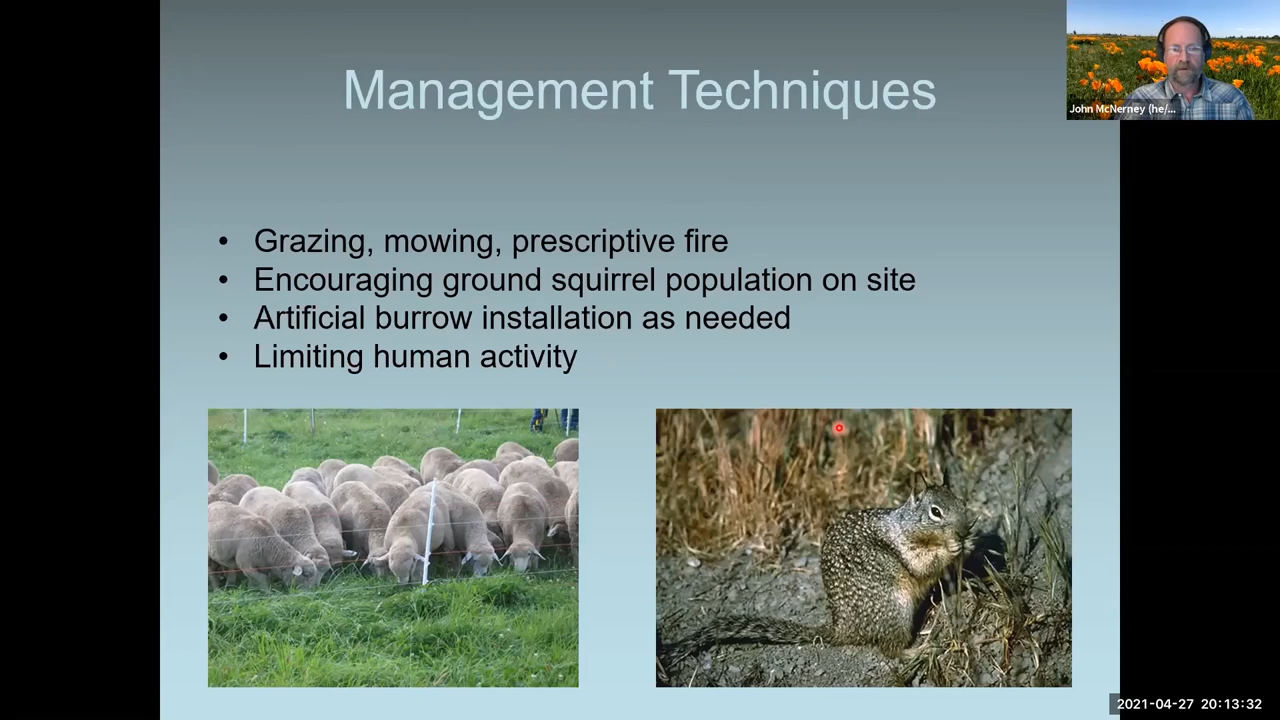 Management Techniques
John McNerney (he/...
• Grazing, mowing, prescriptive fire
• Encouraging ground squirrel population on site
• Artificial burrow installation as needed
• Limiting human activity
2021-04-27 20:13:32